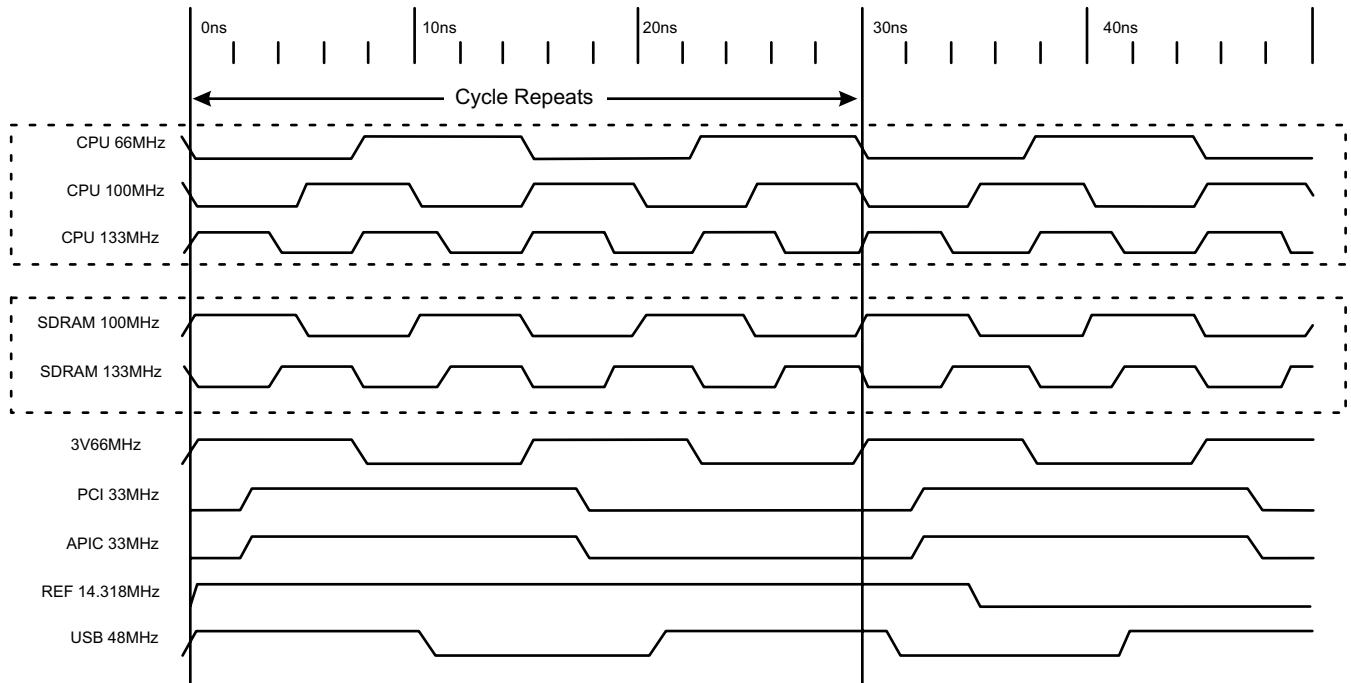 0ns 10ns 20ns 30ns 40ns
Cycle Repeats
CPU 66MHz
CPU 100MHz
CPU 133MHz
SDRAM 100MHz
SDRAM 133MHz
3V66MHz
PCI 33MHz
APIC 33MHz
REF 14.318MHz
USB 48MHz